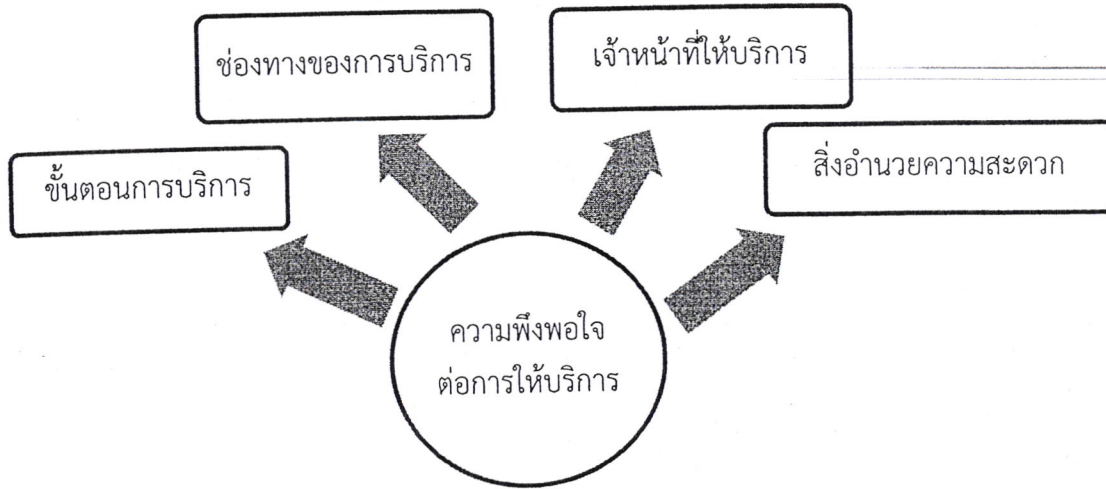 ช่องทางของการบริการ
เจ้าหน้าที่ให้บริการ
ขั้นตอนการบริการ
สิ่งอำนวยความสะดวก
ความพึงพอใจ
ต่อการให้บริการ